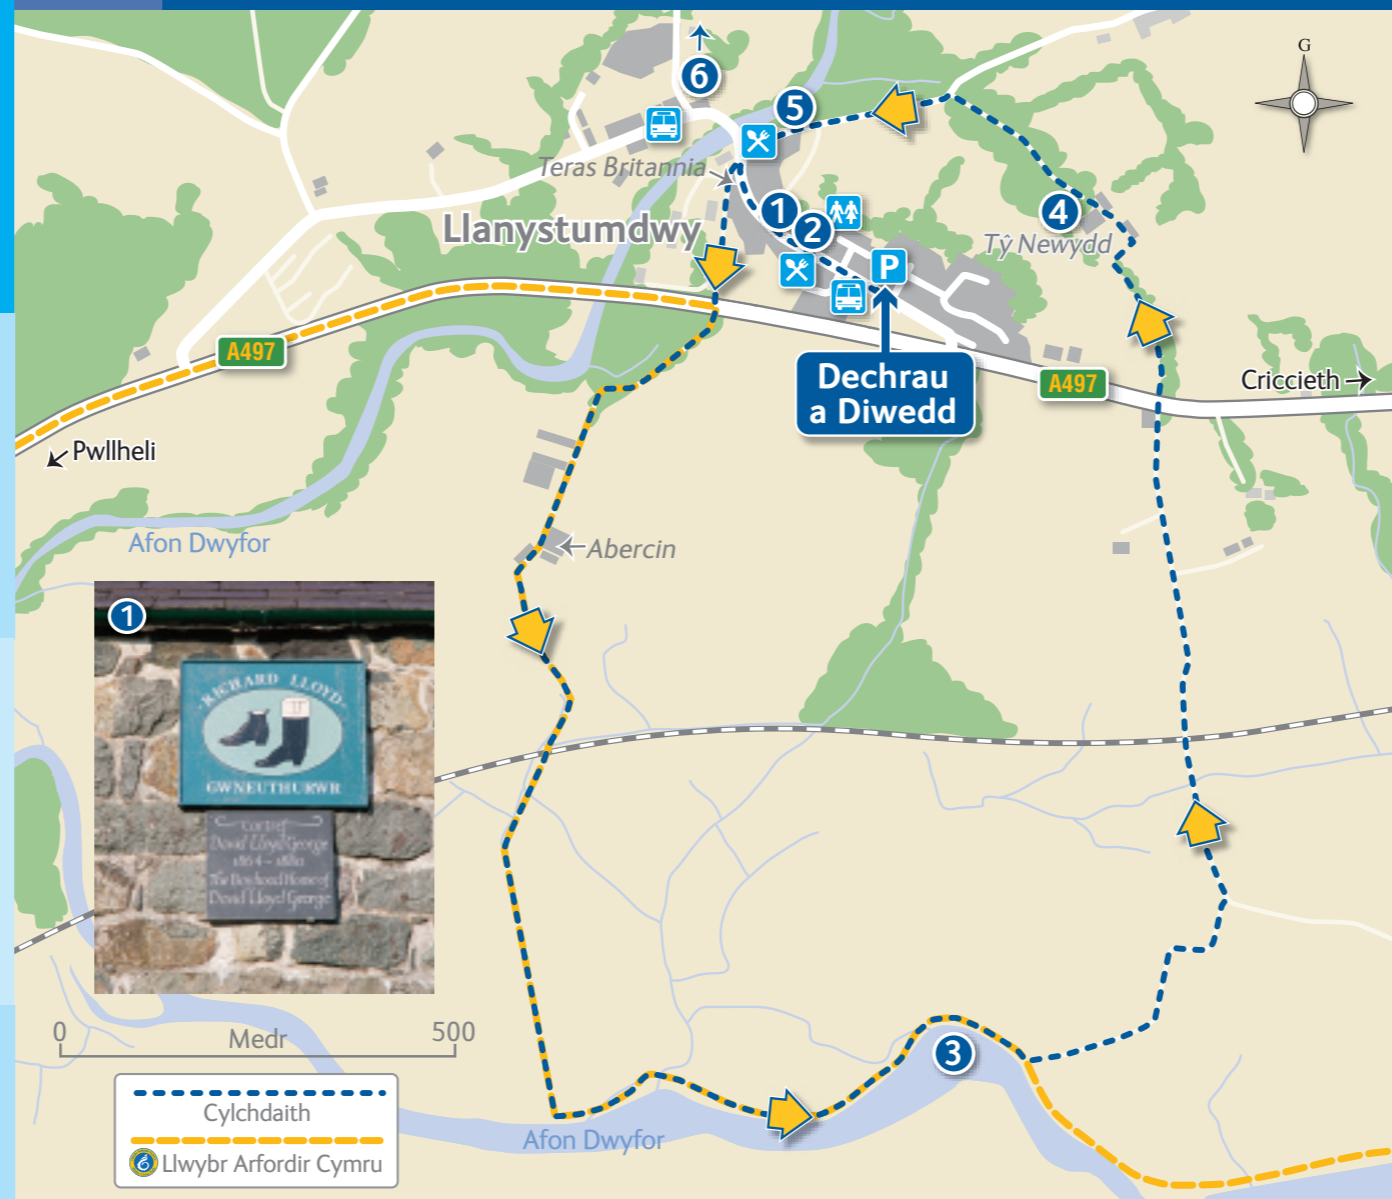 G
6
5
Teras Britannia
1
2
4
Llanystumdwy
Tŷ Newydd
P
A497
Dechrau
a Diwedd
A497
Criccieth
Pwllheli
Afon Dwyfor
Abercin
1
RICHARD LLOYD
GWNEUTHURWR
Cartref
David Lloyd George
1864 - 1880
The Boyhood Home of
David Lloyd George
0 Medr 500
3
Cylchdaith
Afon Dwyfor
Llwybr Arfordir Cymru